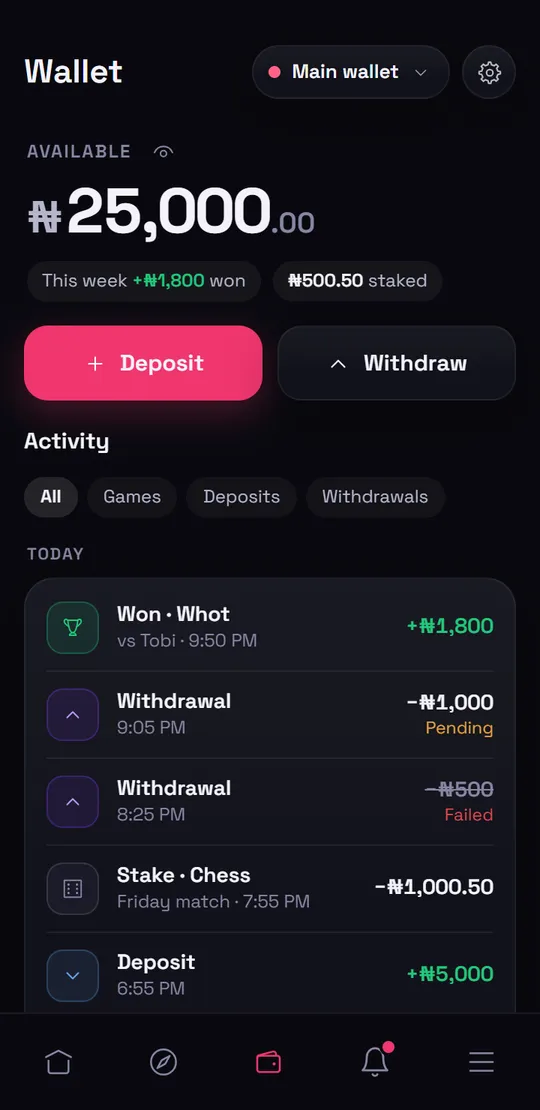 Wallet
Main wallet
AVAILABLE
₦25,000.00
This week +₦1,800 won
₦500.50 staked
+ Deposit
Withdraw
Activity
All
Games
Deposits
Withdrawals
TODAY
Won · Whot
+₦1,800
vs Tobi · 9:50 PM
Withdrawal
−₦1,000
9:05 PM
Pending
Withdrawal
−₦500
8:25 PM
Failed
Stake · Chess
−₦1,000.50
Friday match · 7:55 PM
Deposit
+₦5,000
6:55 PM